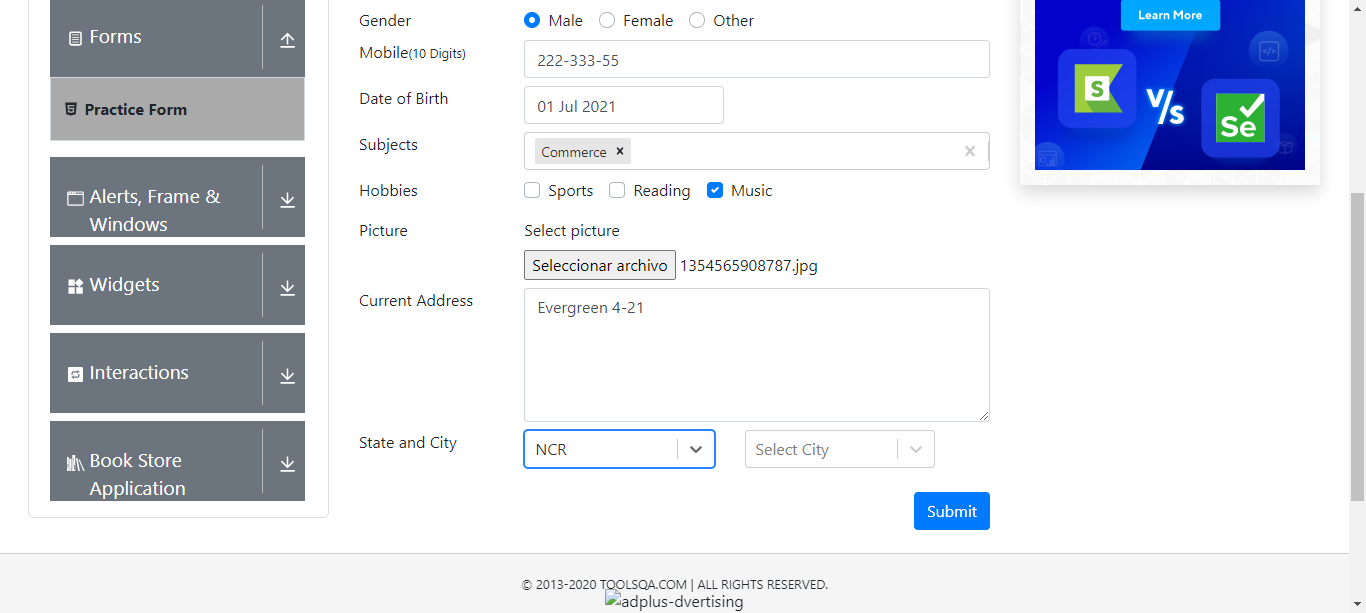 Forms
Practice Form
Alerts, Frame &
Windows
Widgets
Interactions
Book Store
Application
Gender
Male Female Other
Mobile(10 Digits)
222-333-55
Date of Birth
01 Jul 2021
Subjects
Commerce ×
×
Hobbies
Sports Reading Music
Picture
Select picture
Seleccionar archivo 1354565908787.jpg
Current Address
Evergreen 4-21
State and City
NCR
Select City
Submit
Learn More
S
V/s
Se
© 2013-2020 TOOLSQA.COM | ALL RIGHTS RESERVED.
adplus-dvertising